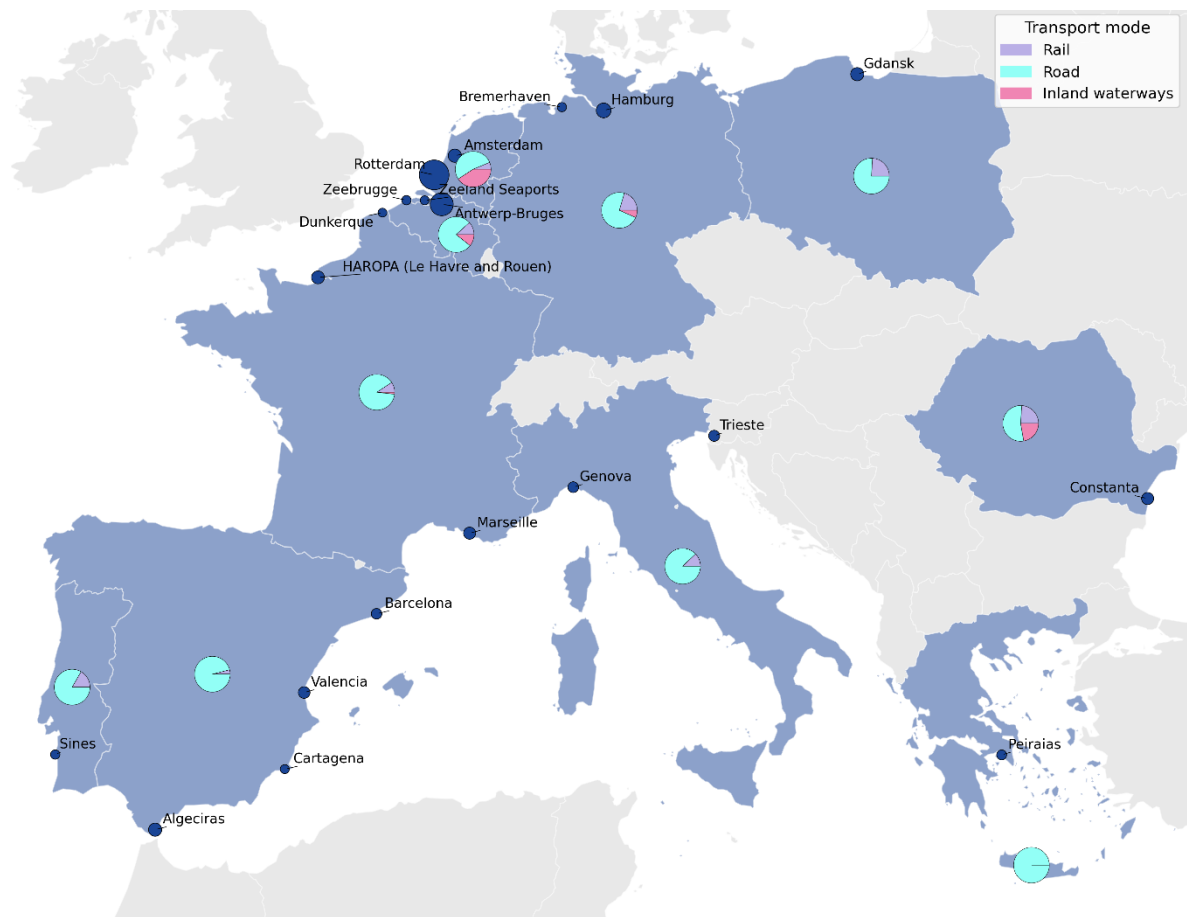 Transport mode
Rail
Road
Inland waterways
Gdansk
Bremerhaven
Hamburg
Amsterdam
Rotterdam
Zeebrugge
Zeeland Seaports
Dunkerque
Antwerp-Bruges
HAROPA (Le Havre and Rouen)
Trieste
Genova
Constanta
Marseille
Barcelona
Valencia
Sines
Peiraias
Cartagena
Algeciras